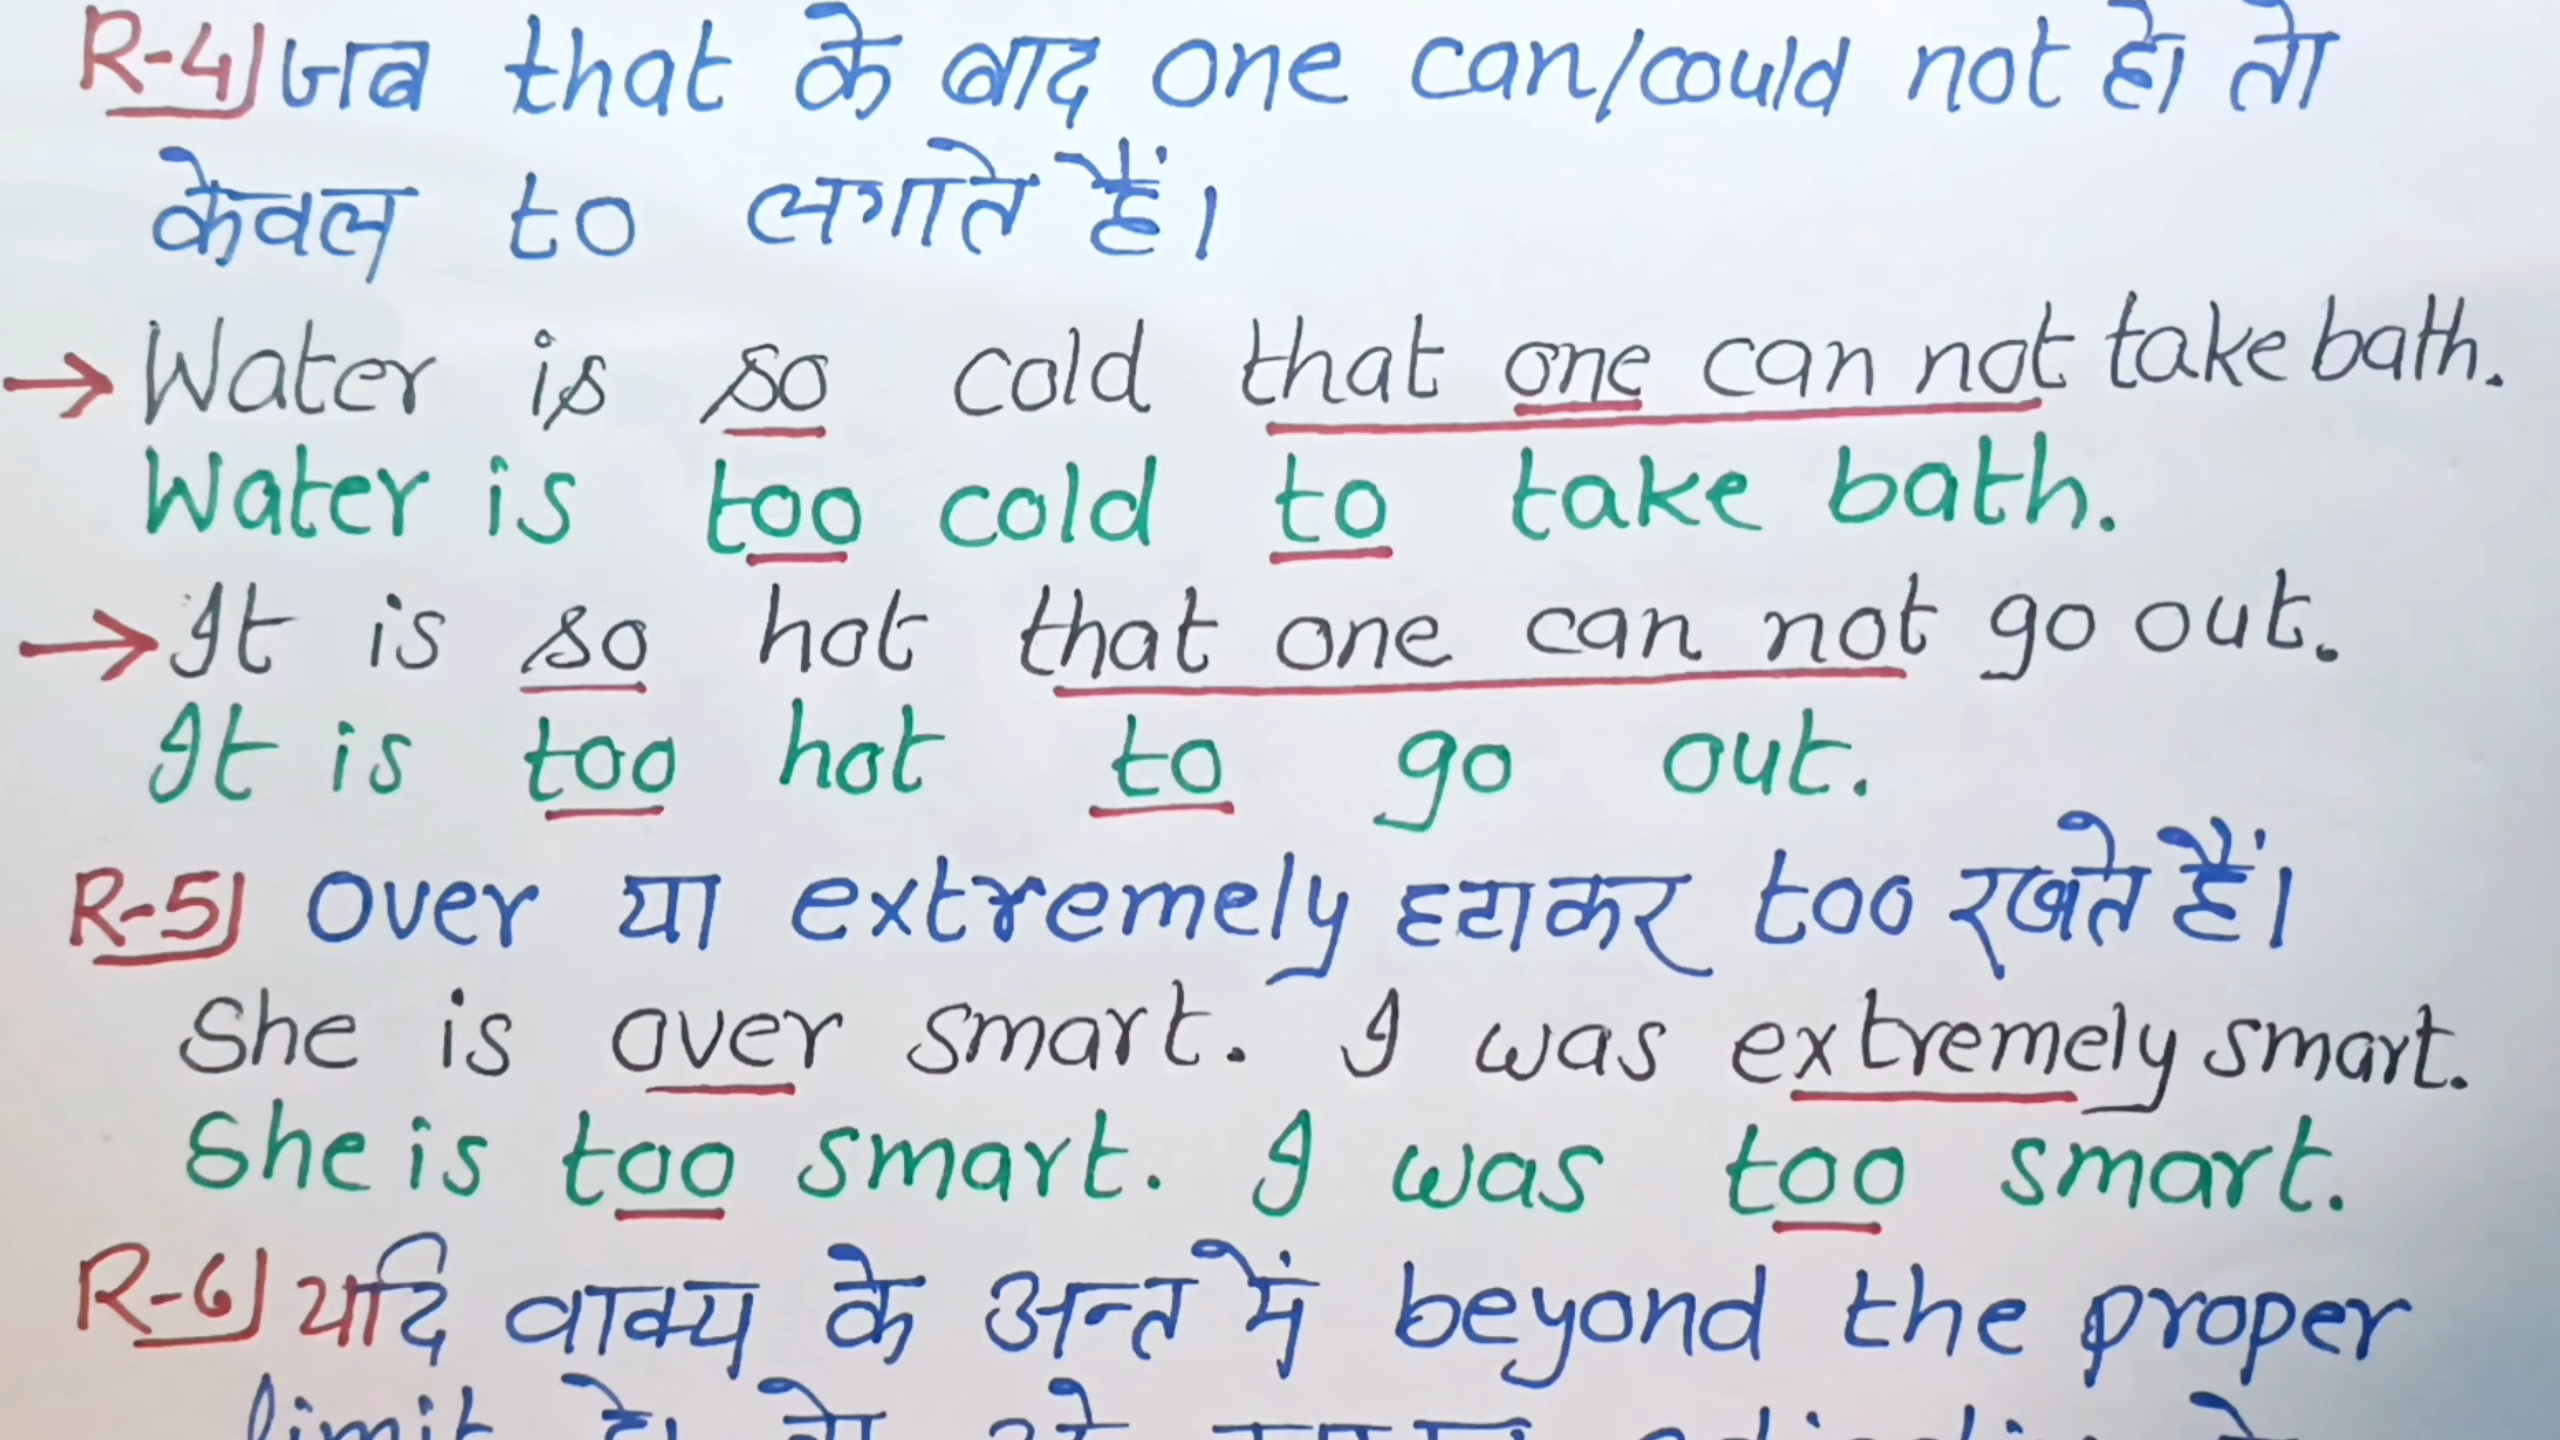 R-4) जब that के बाद one can/could not हो तो
केवल to लगाते हैं।
→ Water is so cold that one can not take bath.
Water is too cold to take bath.
→ It is so hot that one can not go out.
It is too hot to go out.
R-5) Over या extremely हटाकर too रखते हैं।
She is over smart. I was extremely smart.
She is too smart. I was too smart.
R-6) यदि वाक्य के अन्त में beyond the proper
limit हो तो